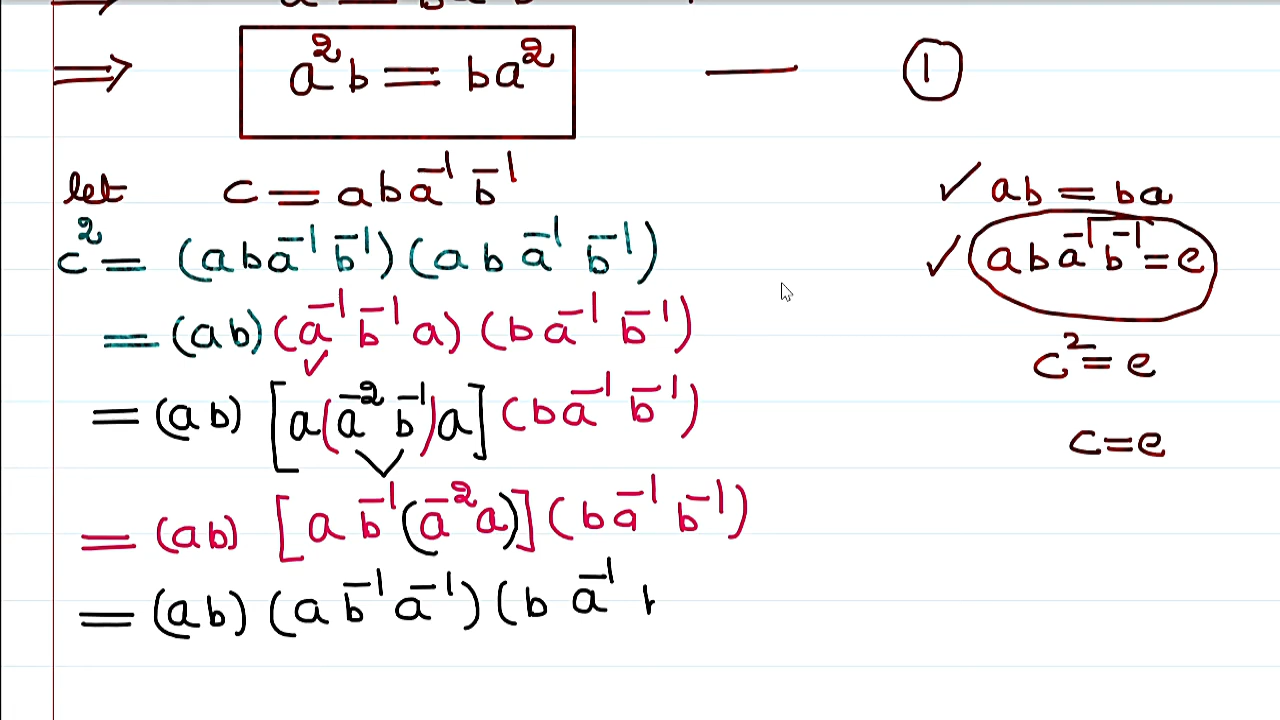 ⇒ a²b = ba² — ①
let c = aba⁻¹b⁻¹
c² = (aba⁻¹b⁻¹)(aba⁻¹b⁻¹)
= (ab)(a⁻¹b⁻¹a)(ba⁻¹b⁻¹)
= (ab)[a(a⁻²b⁻¹)a](ba⁻¹b⁻¹)
= (ab)[ab⁻¹(a⁻²a)](ba⁻¹b⁻¹)
= (ab)(ab⁻¹a⁻¹)(ba⁻¹
✓ ab = ba
✓ aba⁻¹b⁻¹ = e
c² = e
c = e